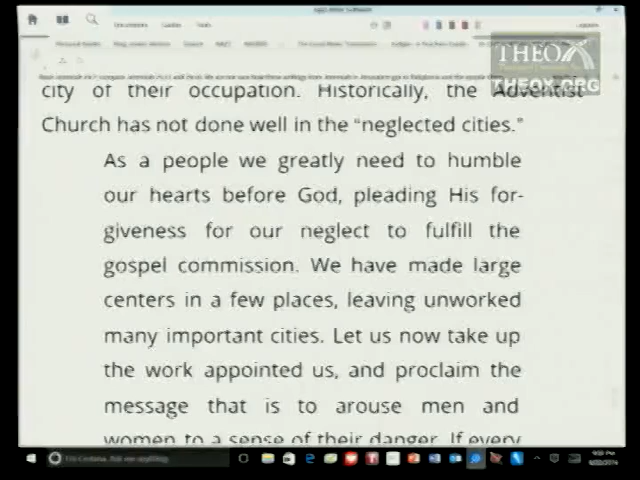 THEOX
THEOX.ORG
city of their occupation. Historically, the Adventist
Church has not done well in the “neglected cities.”
As a people we greatly need to humble
our hearts before God, pleading His for-
giveness for our neglect to fulfill the
gospel commission. We have made large
centers in a few places, leaving unworked
many important cities. Let us now take up
the work appointed us, and proclaim the
message that is to arouse men and
women to a sense of their danger. If every